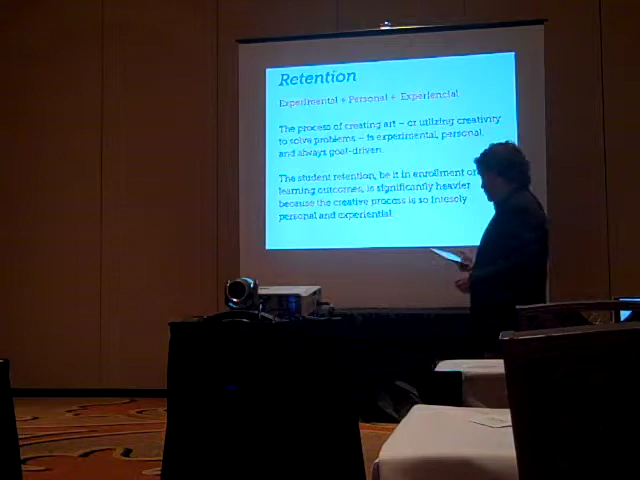 Retention
Experimental + Personal + Experiencial
The process of creating art – or utilizing creativity
to solve problems – is experimental, personal,
and always goal-driven.
The student retention, be it in enrollment or
learning outcomes, is significantly heavier
because the creative process is so intesely
personal and experiential.